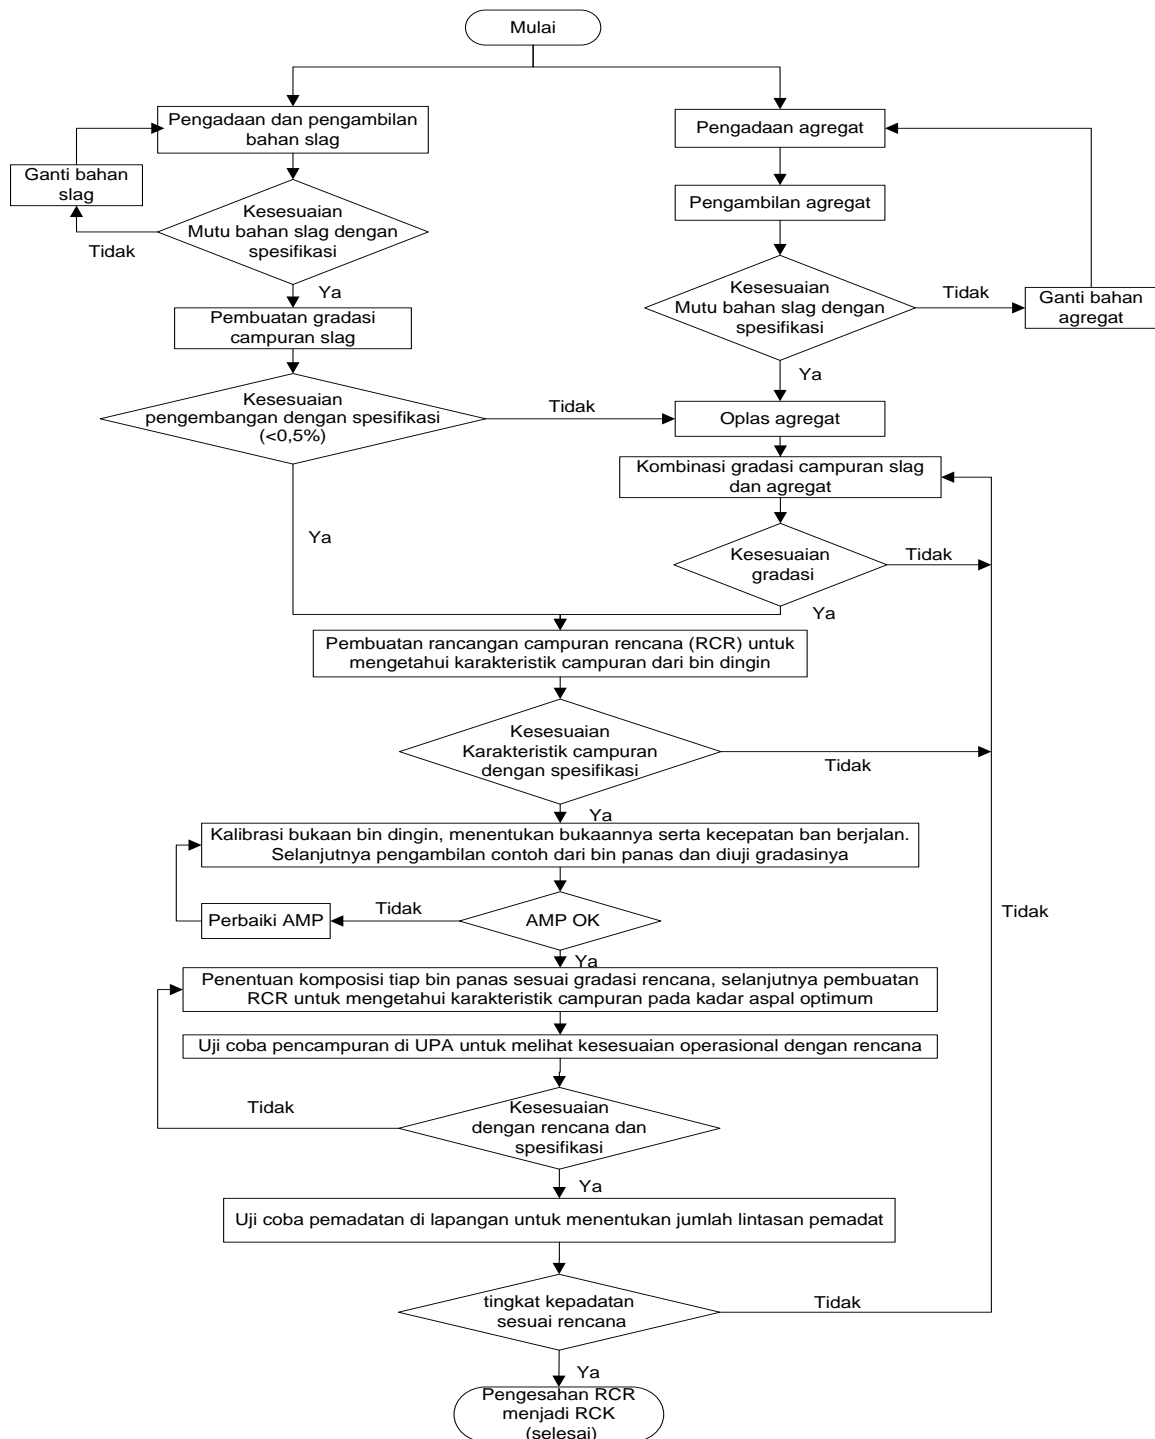 Mulai
Pengadaan dan pengambilan
bahan slag
Pengadaan agregat
Ganti bahan
slag
Pengambilan agregat
Kesesuaian
Mutu bahan slag dengan
spesifikasi
Tidak
Ya
Kesesuaian
Mutu bahan slag dengan
spesifikasi
Tidak
Ganti bahan
agregat
Ya
Pembuatan gradasi
campuran slag
Kesesuaian
pengembangan dengan spesifikasi
(<0,5%)
Tidak
Oplas agregat
Kombinasi gradasi campuran slag
dan agregat
Ya
Kesesuaian
gradasi
Tidak
Ya
Pembuatan rancangan campuran rencana (RCR) untuk
mengetahui karakteristik campuran dari bin dingin
Kesesuaian
Karakteristik campuran
dengan spesifikasi
Tidak
Ya
Kalibrasi bukaan bin dingin, menentukan bukaannya serta kecepatan ban berjalan.
Selanjutnya pengambilan contoh dari bin panas dan diuji gradasinya
Perbaiki AMP
Tidak
AMP OK
Tidak
Ya
Penentuan komposisi tiap bin panas sesuai gradasi rencana, selanjutnya pembuatan
RCR untuk mengetahui karakteristik campuran pada kadar aspal optimum
Uji coba pencampuran di UPA untuk melihat kesesuaian operasional dengan rencana
Tidak
Kesesuaian
dengan rencana dan
spesifikasi
Ya
Uji coba pemadatan di lapangan untuk menentukan jumlah lintasan pemadat
tingkat kepadatan
sesuai rencana
Tidak
Ya
Pengesahan RCR
menjadi RCK
(selesai)